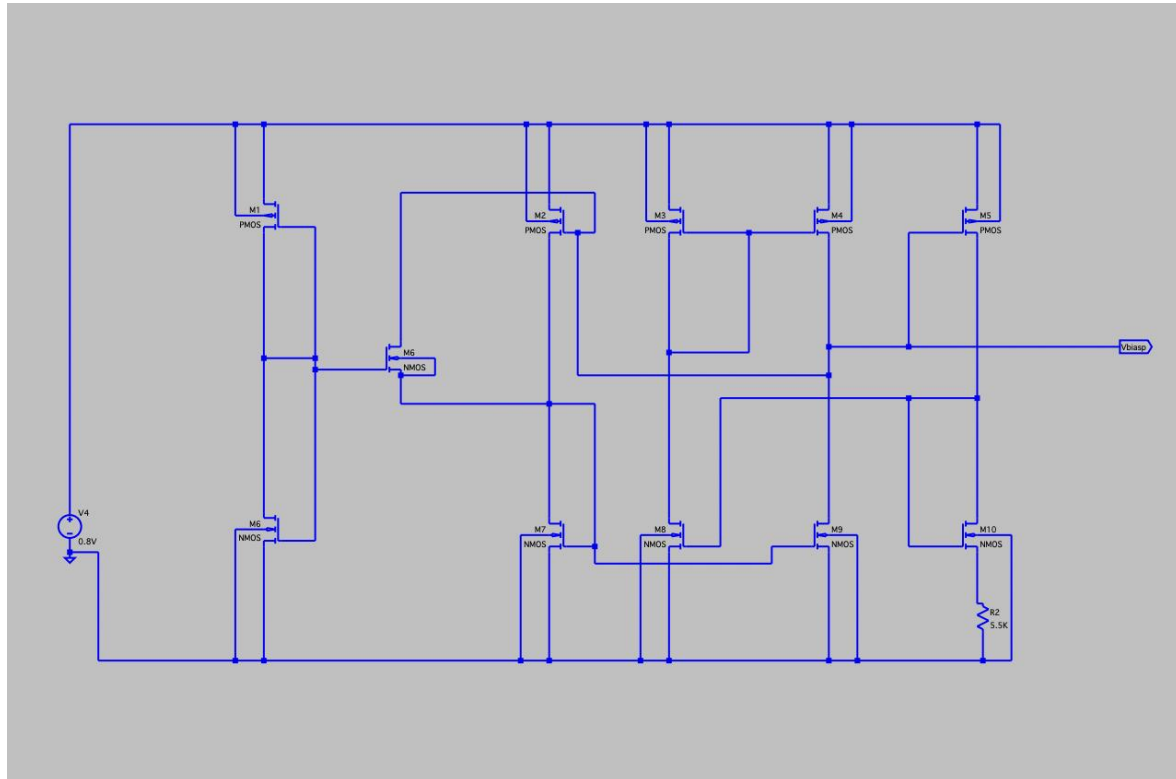 M1
PMOS
M2
PMOS
M3
PMOS
M4
PMOS
M5
PMOS
M6
NMOS
Vbiasp
V4
0.8V
M6
NMOS
M7
NMOS
M8
NMOS
M9
NMOS
M10
NMOS
R2
5.5K